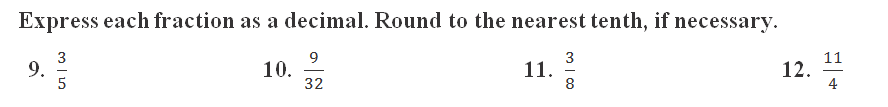 Express each fraction as a decimal. Round to the nearest tenth, if necessary.
9. 3/5 10. 9/32 11. 3/8 12. 11/4